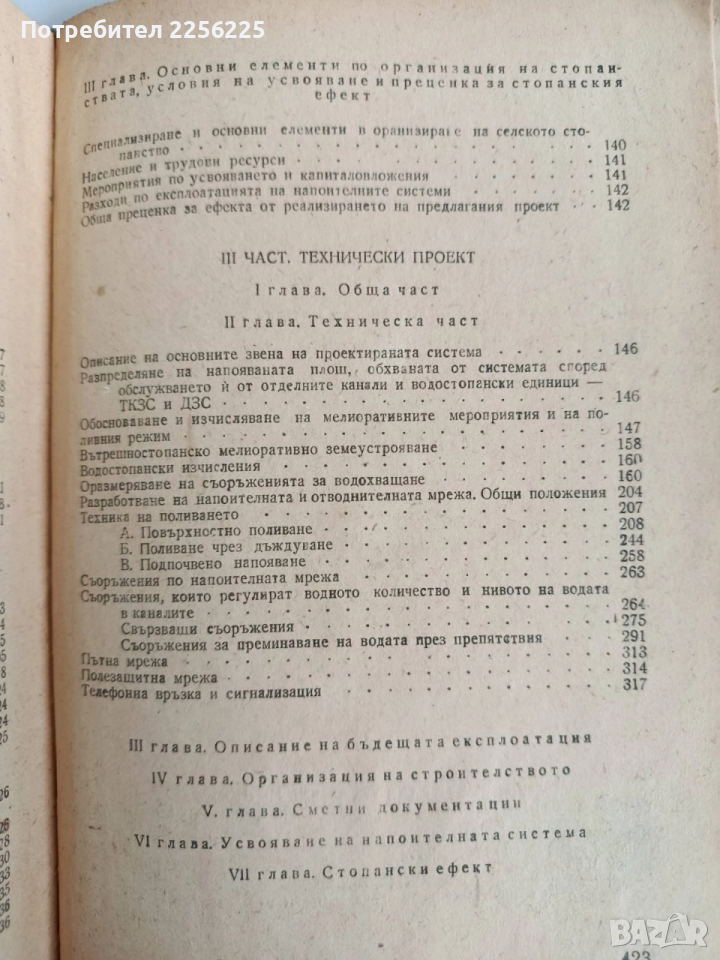 Потребител 2256225
III глава. Основни елементи по организация на стопан-
ствата, условия на усвояване и преценка за стопанския
ефект
Специализиране и основни елементи в оранизиране на селското сто-
панство . . . 140
Население и трудови ресурси . . . 141
Мероприятия по усвояването и капиталовложения . . . 141
Разходи по експлоатацията на напоителните системи . . . 142
Обща преценка за ефекта от реализирането на предлагания проект . . 142
III ЧАСТ. ТЕХНИЧЕСКИ ПРОЕКТ
I глава. Обща част
II глава. Техническа част
Описание на основните звена на проектираната система . . . 146
Разпределяне на напояваната площ, обхваната от системата според
обслужването ѝ от отделните канали и водостопански единици —
ТКЗС и ДЗС . . . 146
Обосноваване и изчисляване на мелиоративните мероприятия и на по-
ливния режим . . . 147
Вътрешностопанско мелиоративно земеустрояване . . . 158
Водостопански изчисления . . . 160
Оразмеряване на съоръженията за водохващане . . . 160
Разработване на напоителната и отводнителната мрежа. Общи положения 204
Техника на поливането . . . 207
А. Повърхностно поливане . . . 208
Б. Поливане чрез дъждуване . . . 244
В. Подпочвено напояване . . . 258
Съоръжения по напоителната мрежа . . . 263
Съоръжения, които регулират водното количество и нивото на водата
в каналите . . . 264
Свързващи съоръжения . . . 275
Съоръжения за преминаване на водата през препятствия . . . 291
Пътна мрежа . . . 313
Полезащитна мрежа . . . 314
Телефонна връзка и сигнализация . . . 317
III глава. Описание на бъдещата експлоатация
IV глава. Организация на строителството
V. глава. Сметни документации
VI глава. Усвояване на напоителната система
VII глава. Стопански ефект
423
BAZAR